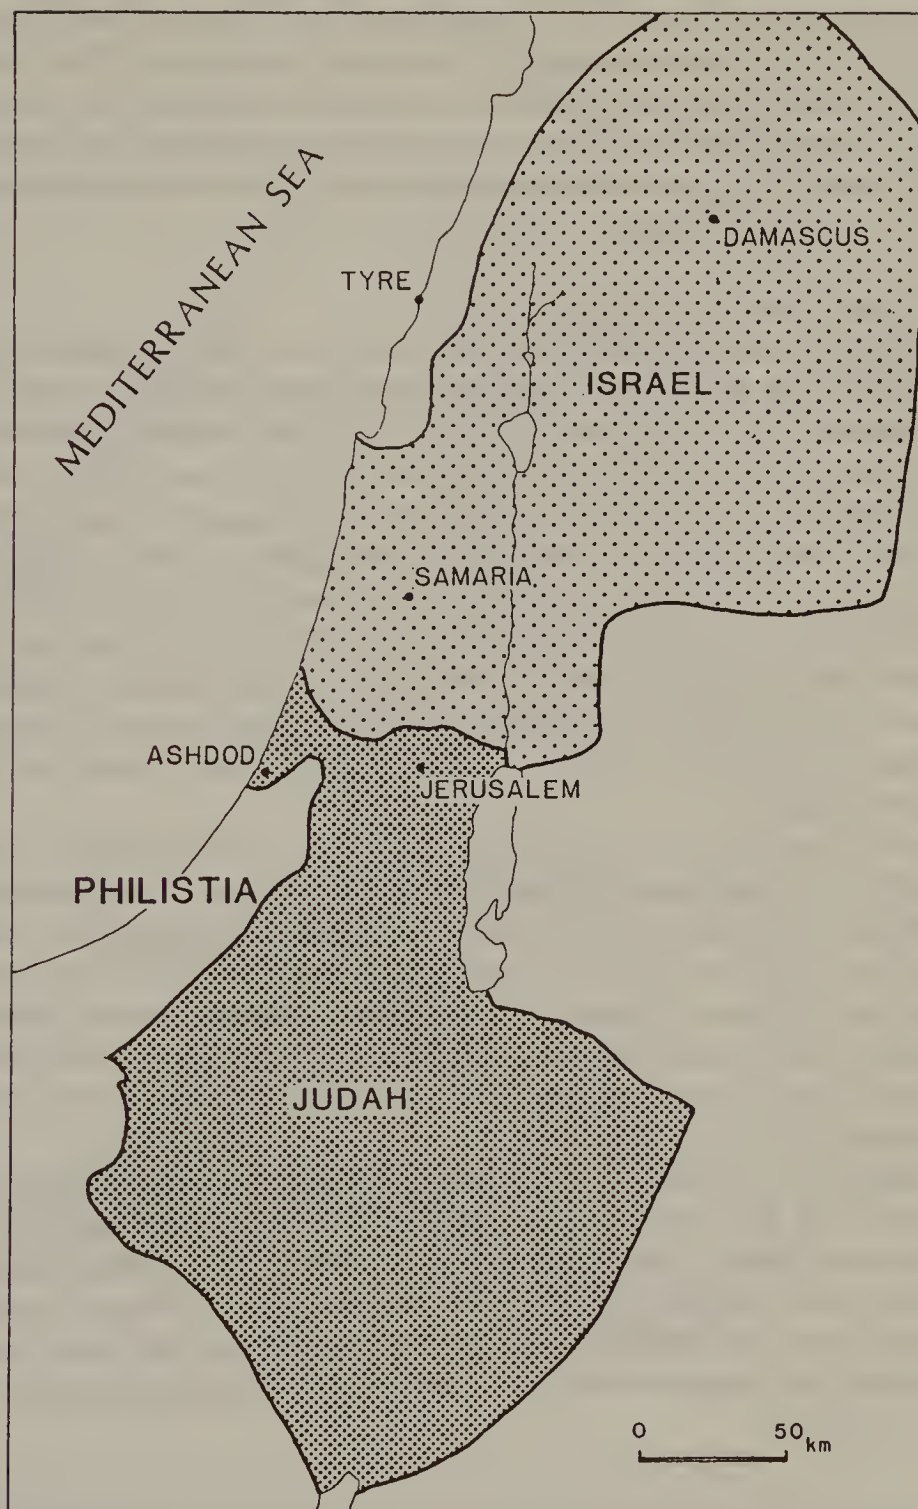 MEDITERRANEAN SEA
DAMASCUS
TYRE
ISRAEL
SAMARIA
ASHDOD
JERUSALEM
PHILISTIA
JUDAH
0 50 km